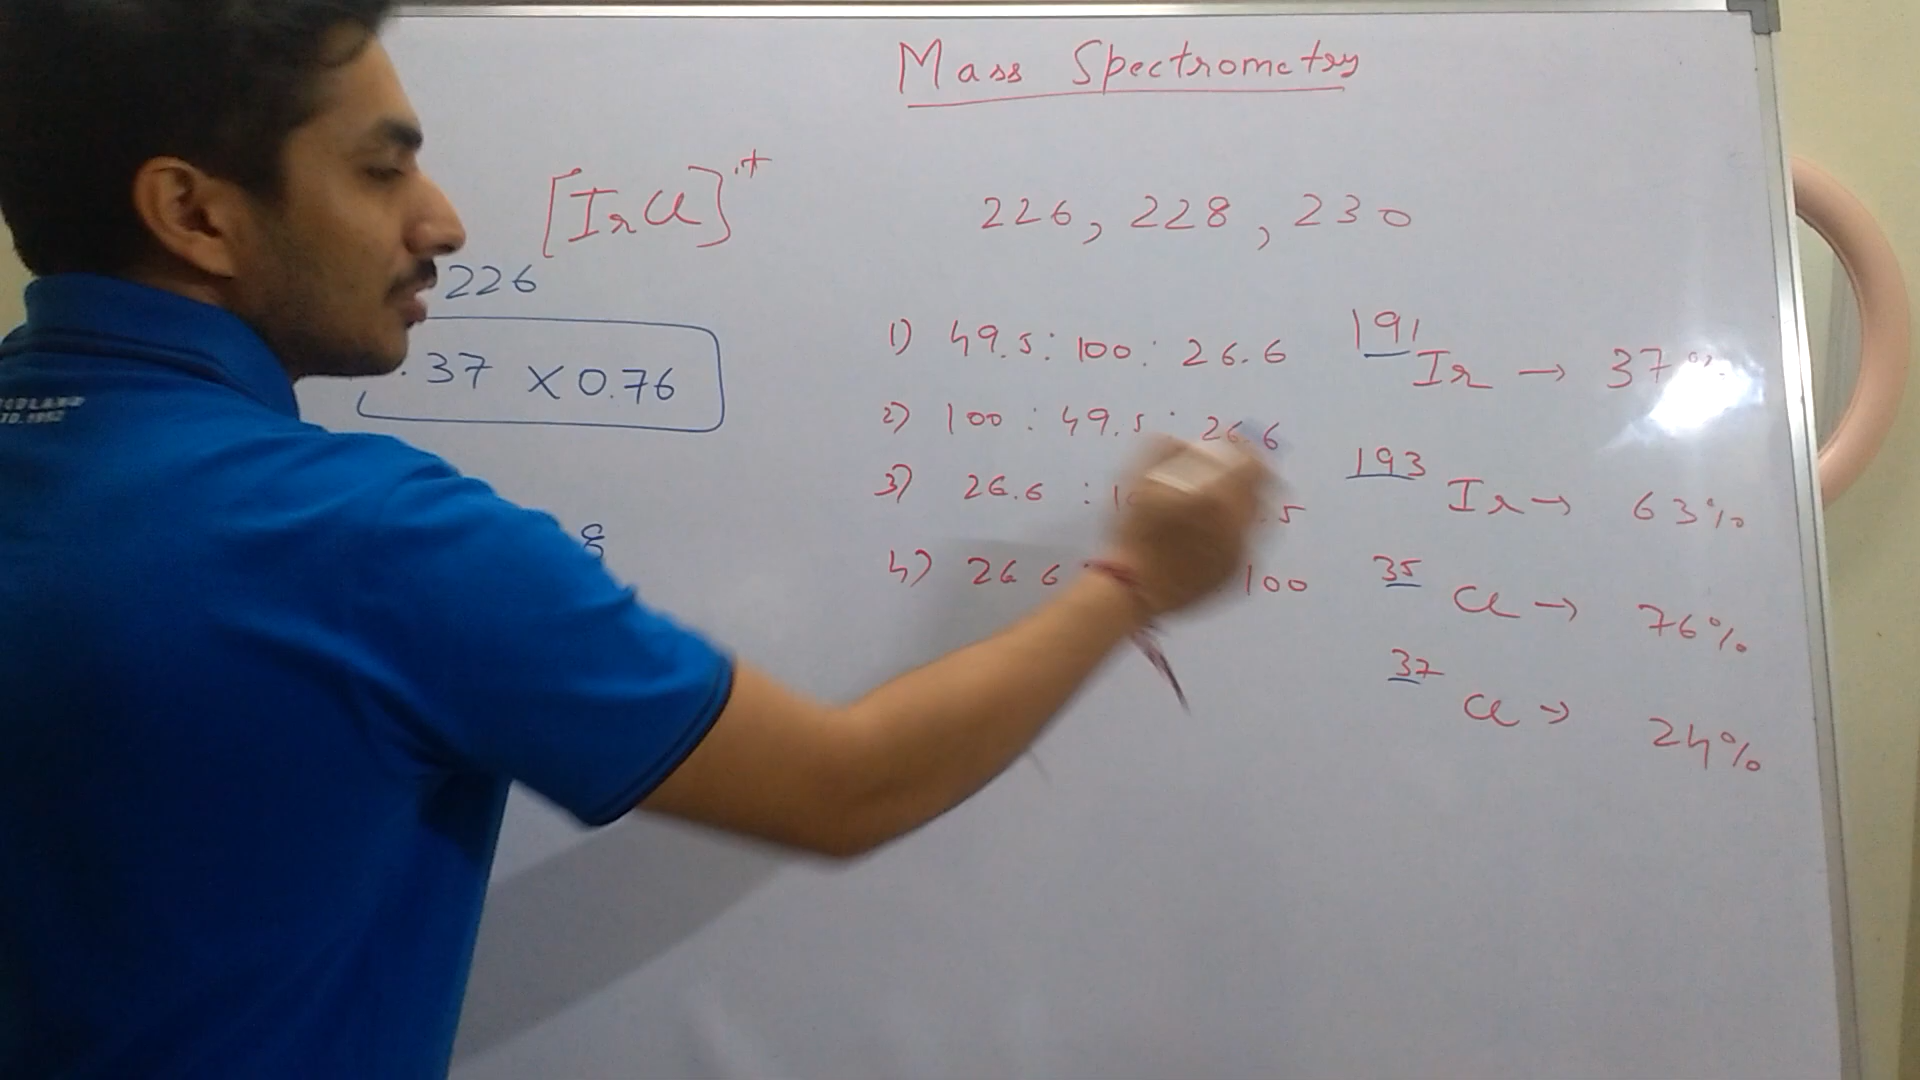 Mass Spectrometry
[IrCl]·+
226, 228, 230
226
.37 X 0.76
8
1) 49.5 : 100 : 26.6
2) 100 : 49.5 : 26.6
3) 26.6 : .5
4) 26 6 100
191 Ir → 37%
193 Ir → 63%
35 Cl → 76%
37 Cl → 24%